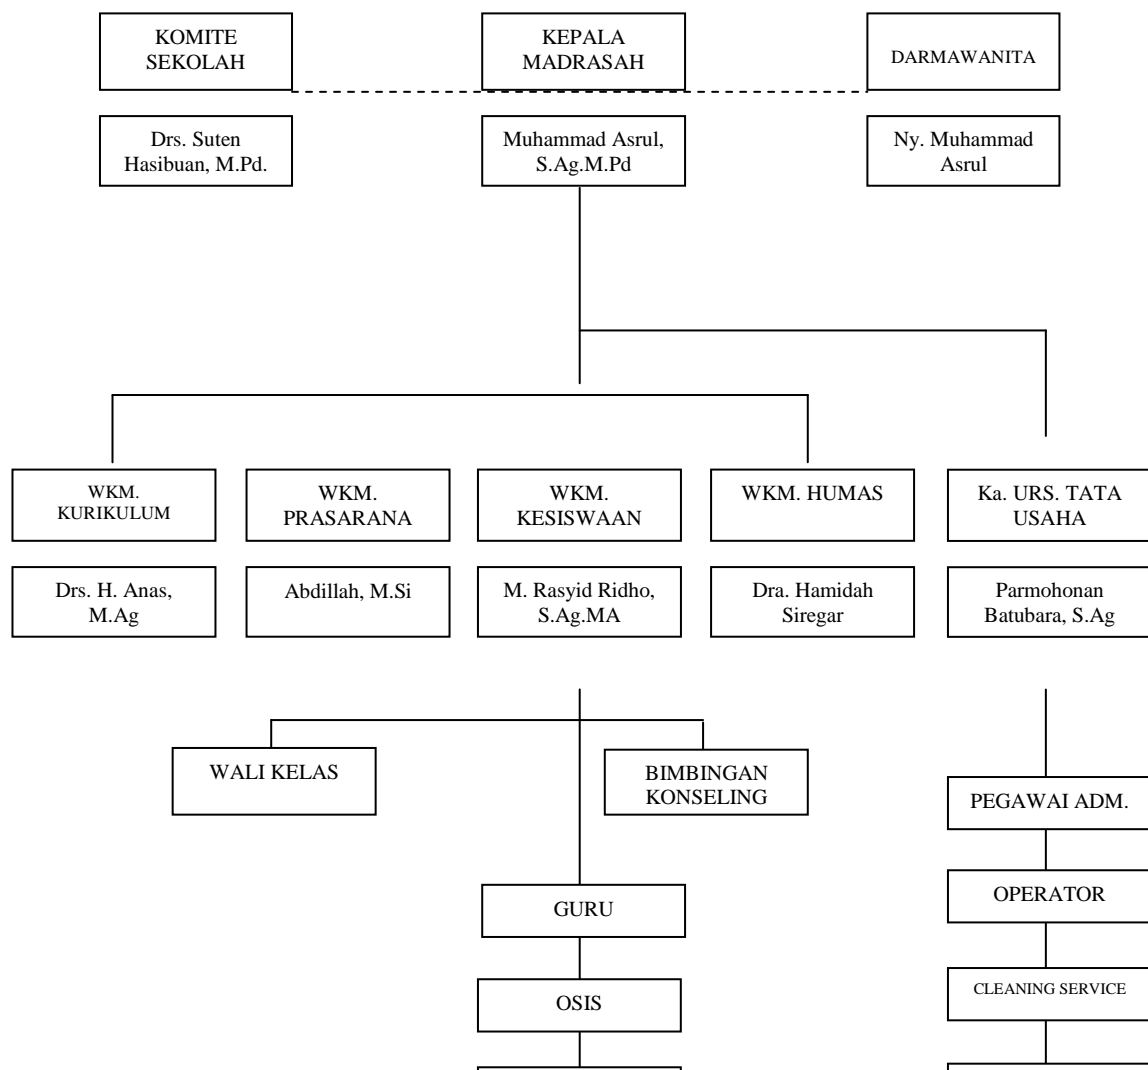 KOMITE
SEKOLAH
KEPALA
MADRASAH
DARMAWANITA
Drs. Suten
Hasibuan, M.Pd.
Muhammad Asrul,
S.Ag.M.Pd
Ny. Muhammad
Asrul
WKM.
KURIKULUM
WKM.
PRASARANA
WKM.
KESISWAAN
WKM. HUMAS
Ka. URS. TATA
USAHA
Drs. H. Anas,
M.Ag
Abdillah, M.Si
M. Rasyid Ridho,
S.Ag.MA
Dra. Hamidah
Siregar
Parmohonan
Batubara, S.Ag
WALI KELAS
BIMBINGAN
KONSELING
PEGAWAI ADM.
GURU
OPERATOR
OSIS
CLEANING SERVICE